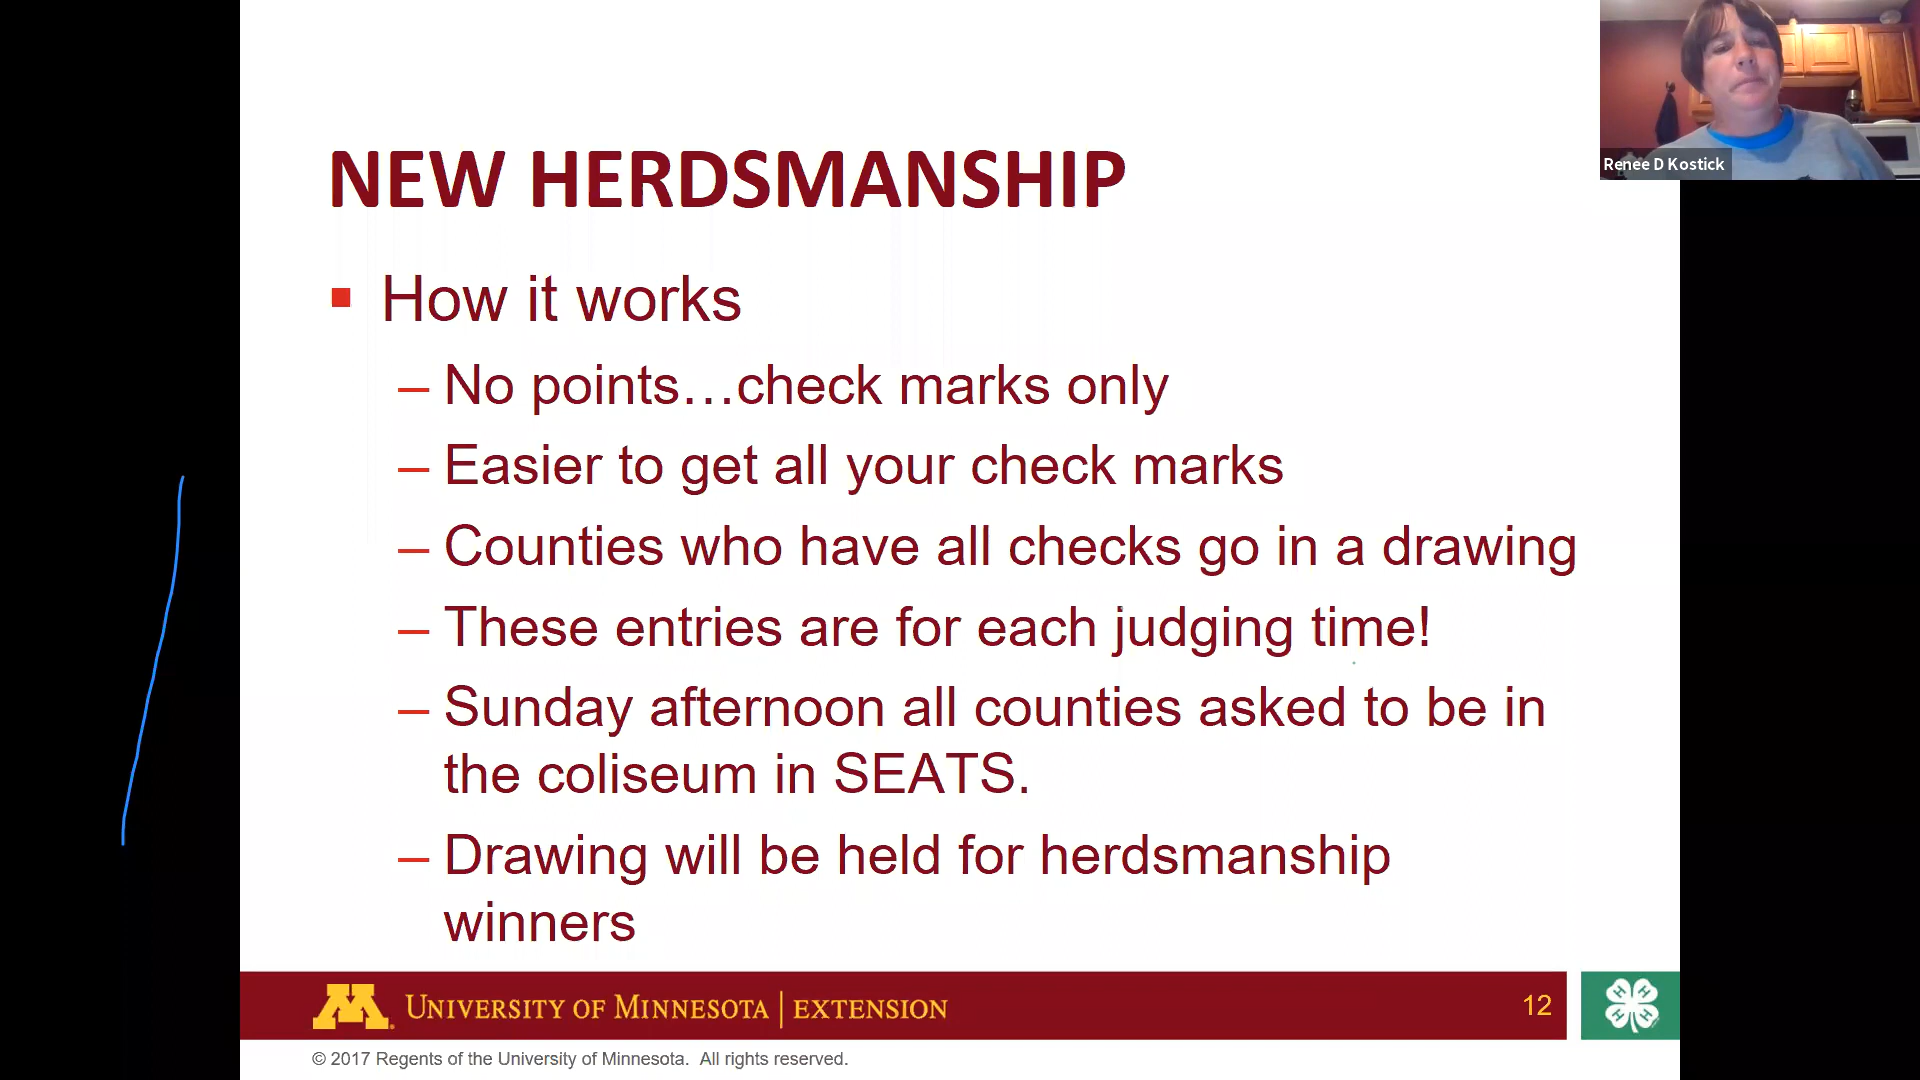 NEW HERDSMANSHIP
▪ How it works
– No points…check marks only
– Easier to get all your check marks
– Counties who have all checks go in a drawing
– These entries are for each judging time!
– Sunday afternoon all counties asked to be in
the coliseum in SEATS.
– Drawing will be held for herdsmanship
winners
M.
UNIVERSITY OF MINNESOTA | EXTENSION
12
H H H H
© 2017 Regents of the University of Minnesota. All rights reserved.
Renee D Kostick